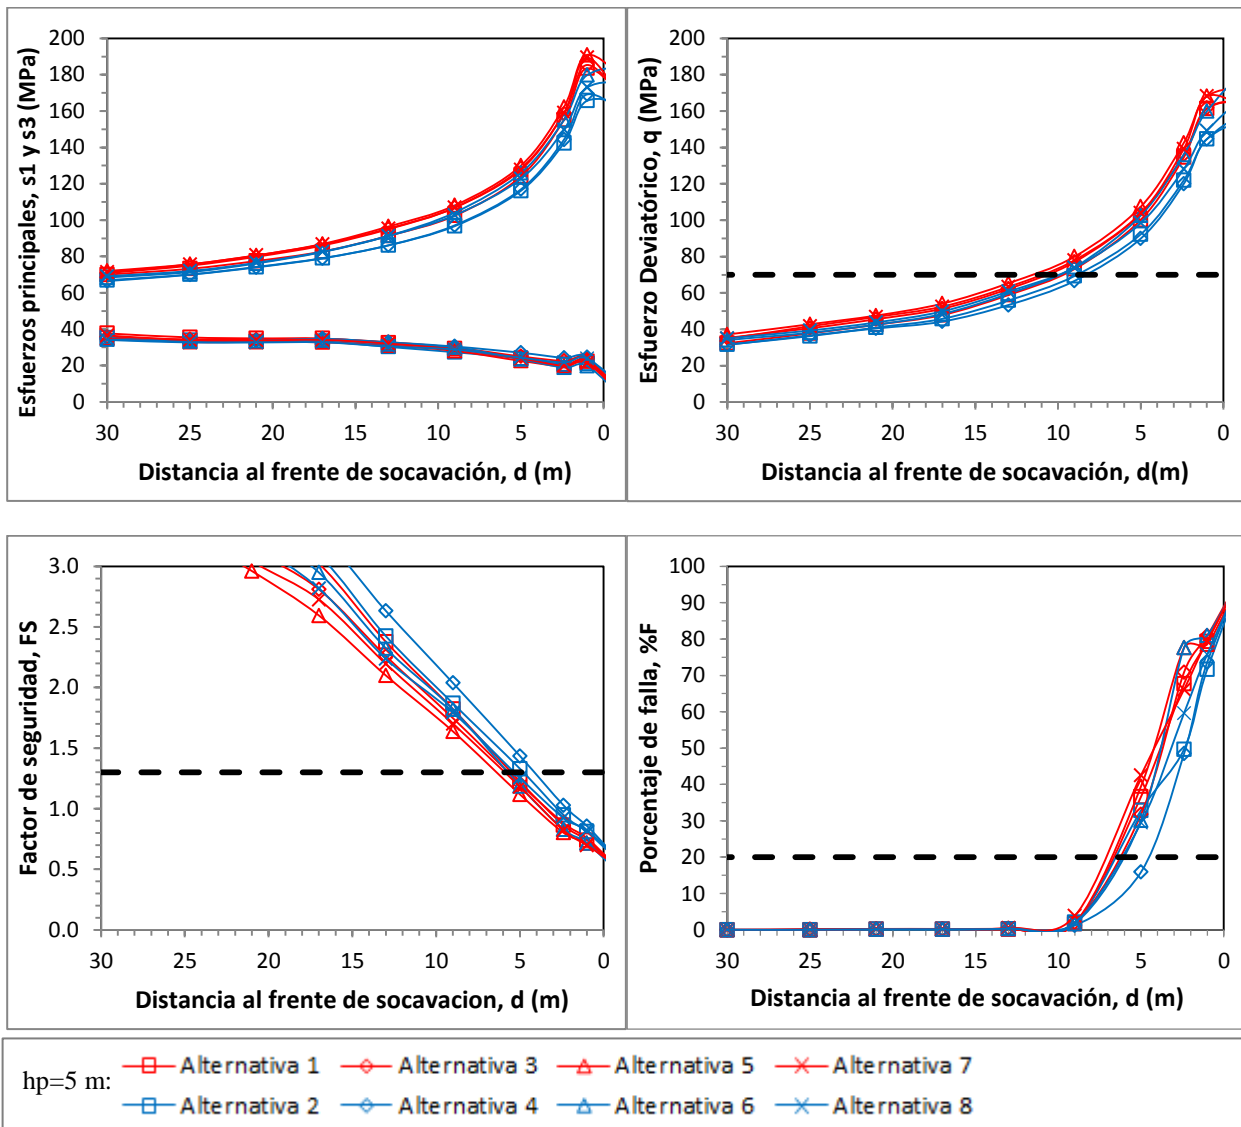 Esfuerzos principales, s1 y s3 (MPa)
200
180
160
140
120
100
80
60
40
20
0
30 25 20 15 10 5 0
Distancia al frente de socavación, d (m)
Esfuerzo Deviatórico, q (MPa)
200
180
160
140
120
100
80
60
40
20
0
30 25 20 15 10 5 0
Distancia al frente de socavación, d(m)
Factor de seguridad, FS
3.0
2.5
2.0
1.5
1.0
0.5
0.0
30 25 20 15 10 5 0
Distancia al frente de socavacion, d (m)
Porcentaje de falla, %F
100
90
80
70
60
50
40
30
20
10
0
30 25 20 15 10 5 0
Distancia al frente de socavación, d (m)
hp=5 m:
Alternativa 1 Alternativa 3 Alternativa 5 Alternativa 7
Alternativa 2 Alternativa 4 Alternativa 6 Alternativa 8